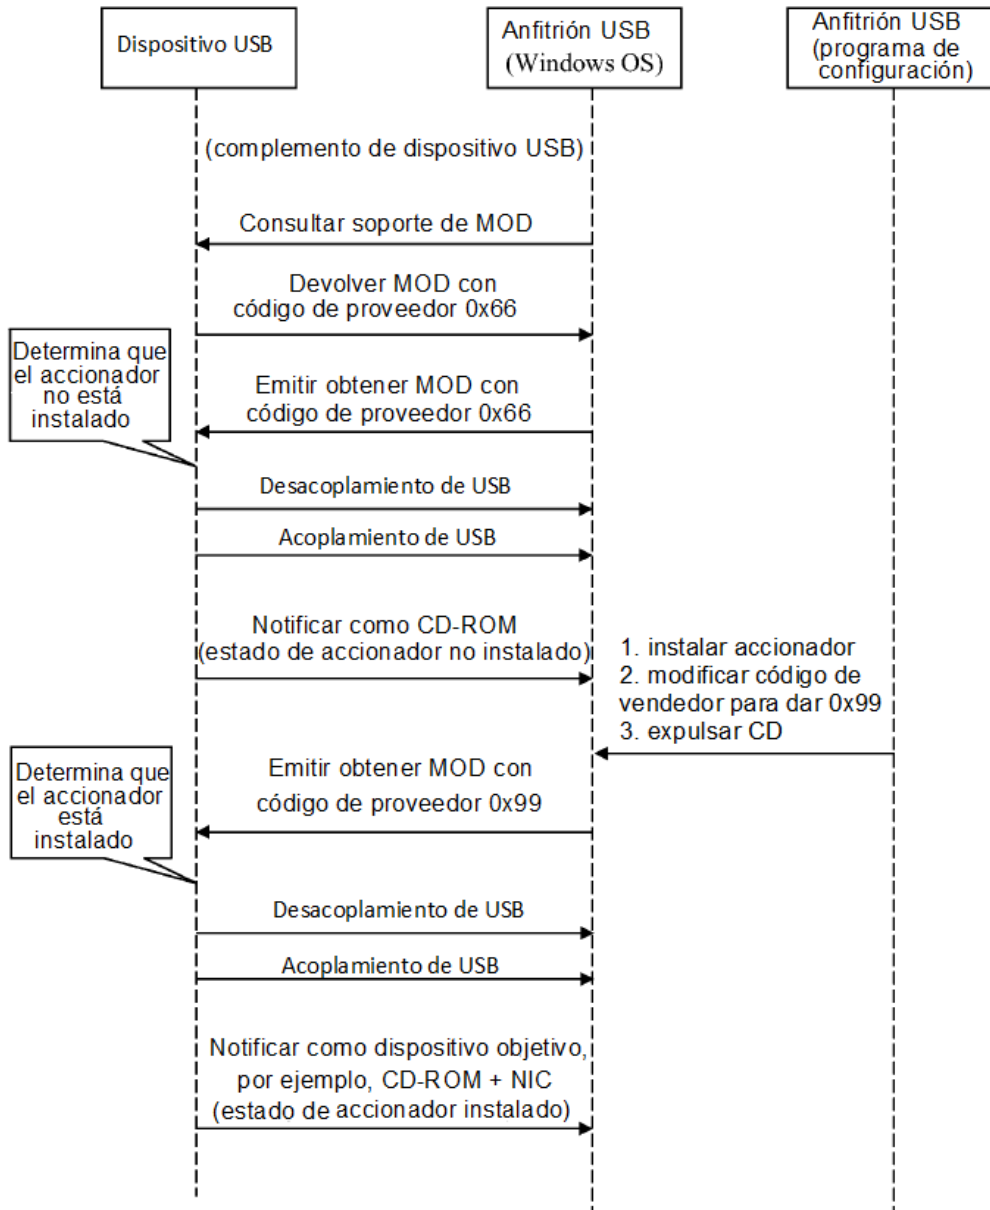 Dispositivo USB
Anfitrión USB
(Windows OS)
Anfitrión USB
(programa de
configuración)
(complemento de dispositivo USB)
Consultar soporte de MOD
Devolver MOD con
código de proveedor 0x66
Determina que
el accionador
no está
instalado
Emitir obtener MOD con
código de proveedor 0x66
Desacoplamiento de USB
Acoplamiento de USB
Notificar como CD-ROM
(estado de accionador no instalado)
1. instalar accionador
2. modificar código de
vendedor para dar 0x99
3. expulsar CD
Determina que
el accionador
está
instalado
Emitir obtener MOD con
código de proveedor 0x99
Desacoplamiento de USB
Acoplamiento de USB
Notificar como dispositivo objetivo,
por ejemplo, CD-ROM + NIC
(estado de accionador instalado)